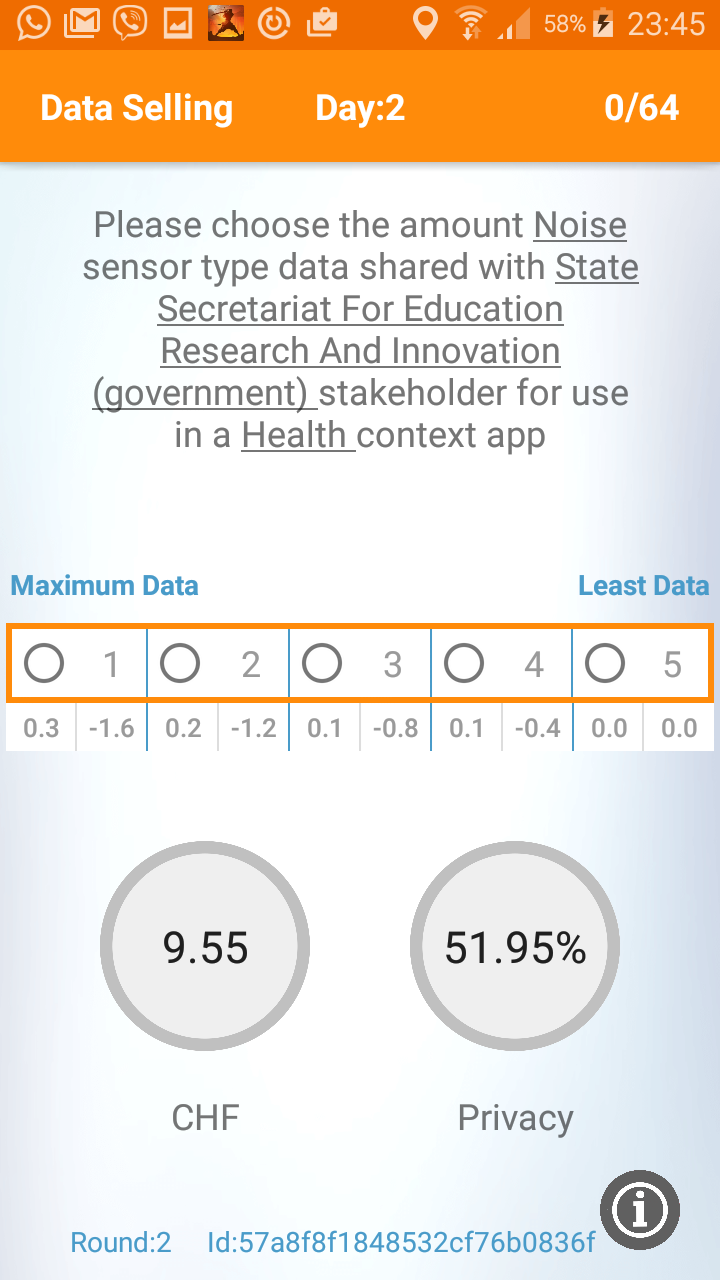 58% 23:45
Data Selling Day:2 0/64
Please choose the amount Noise
sensor type data shared with State
Secretariat For Education
Research And Innovation
(government) stakeholder for use
in a Health context app
Maximum Data Least Data
1 2 3 4 5
0.3 -1.6 0.2 -1.2 0.1 -0.8 0.1 -0.4 0.0 0.0
9.55 51.95%
CHF Privacy
Round:2 Id:57a8f8f1848532cf76b0836f